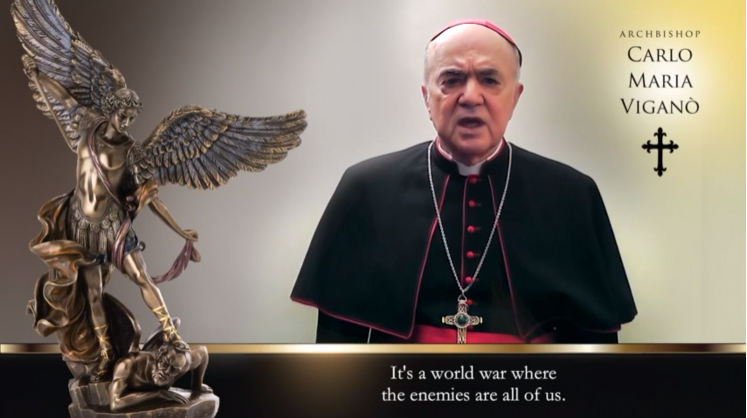 ARCHBISHOP
CARLO
MARIA
VIGANÒ
It's a world war where
the enemies are all of us.